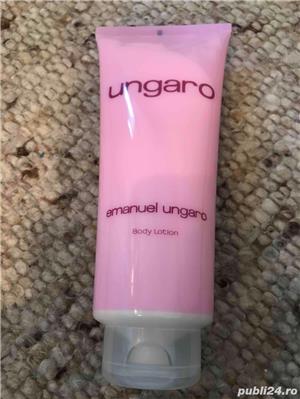 ungaro
emanuel ungaro
Body Lotion
publi24.ro